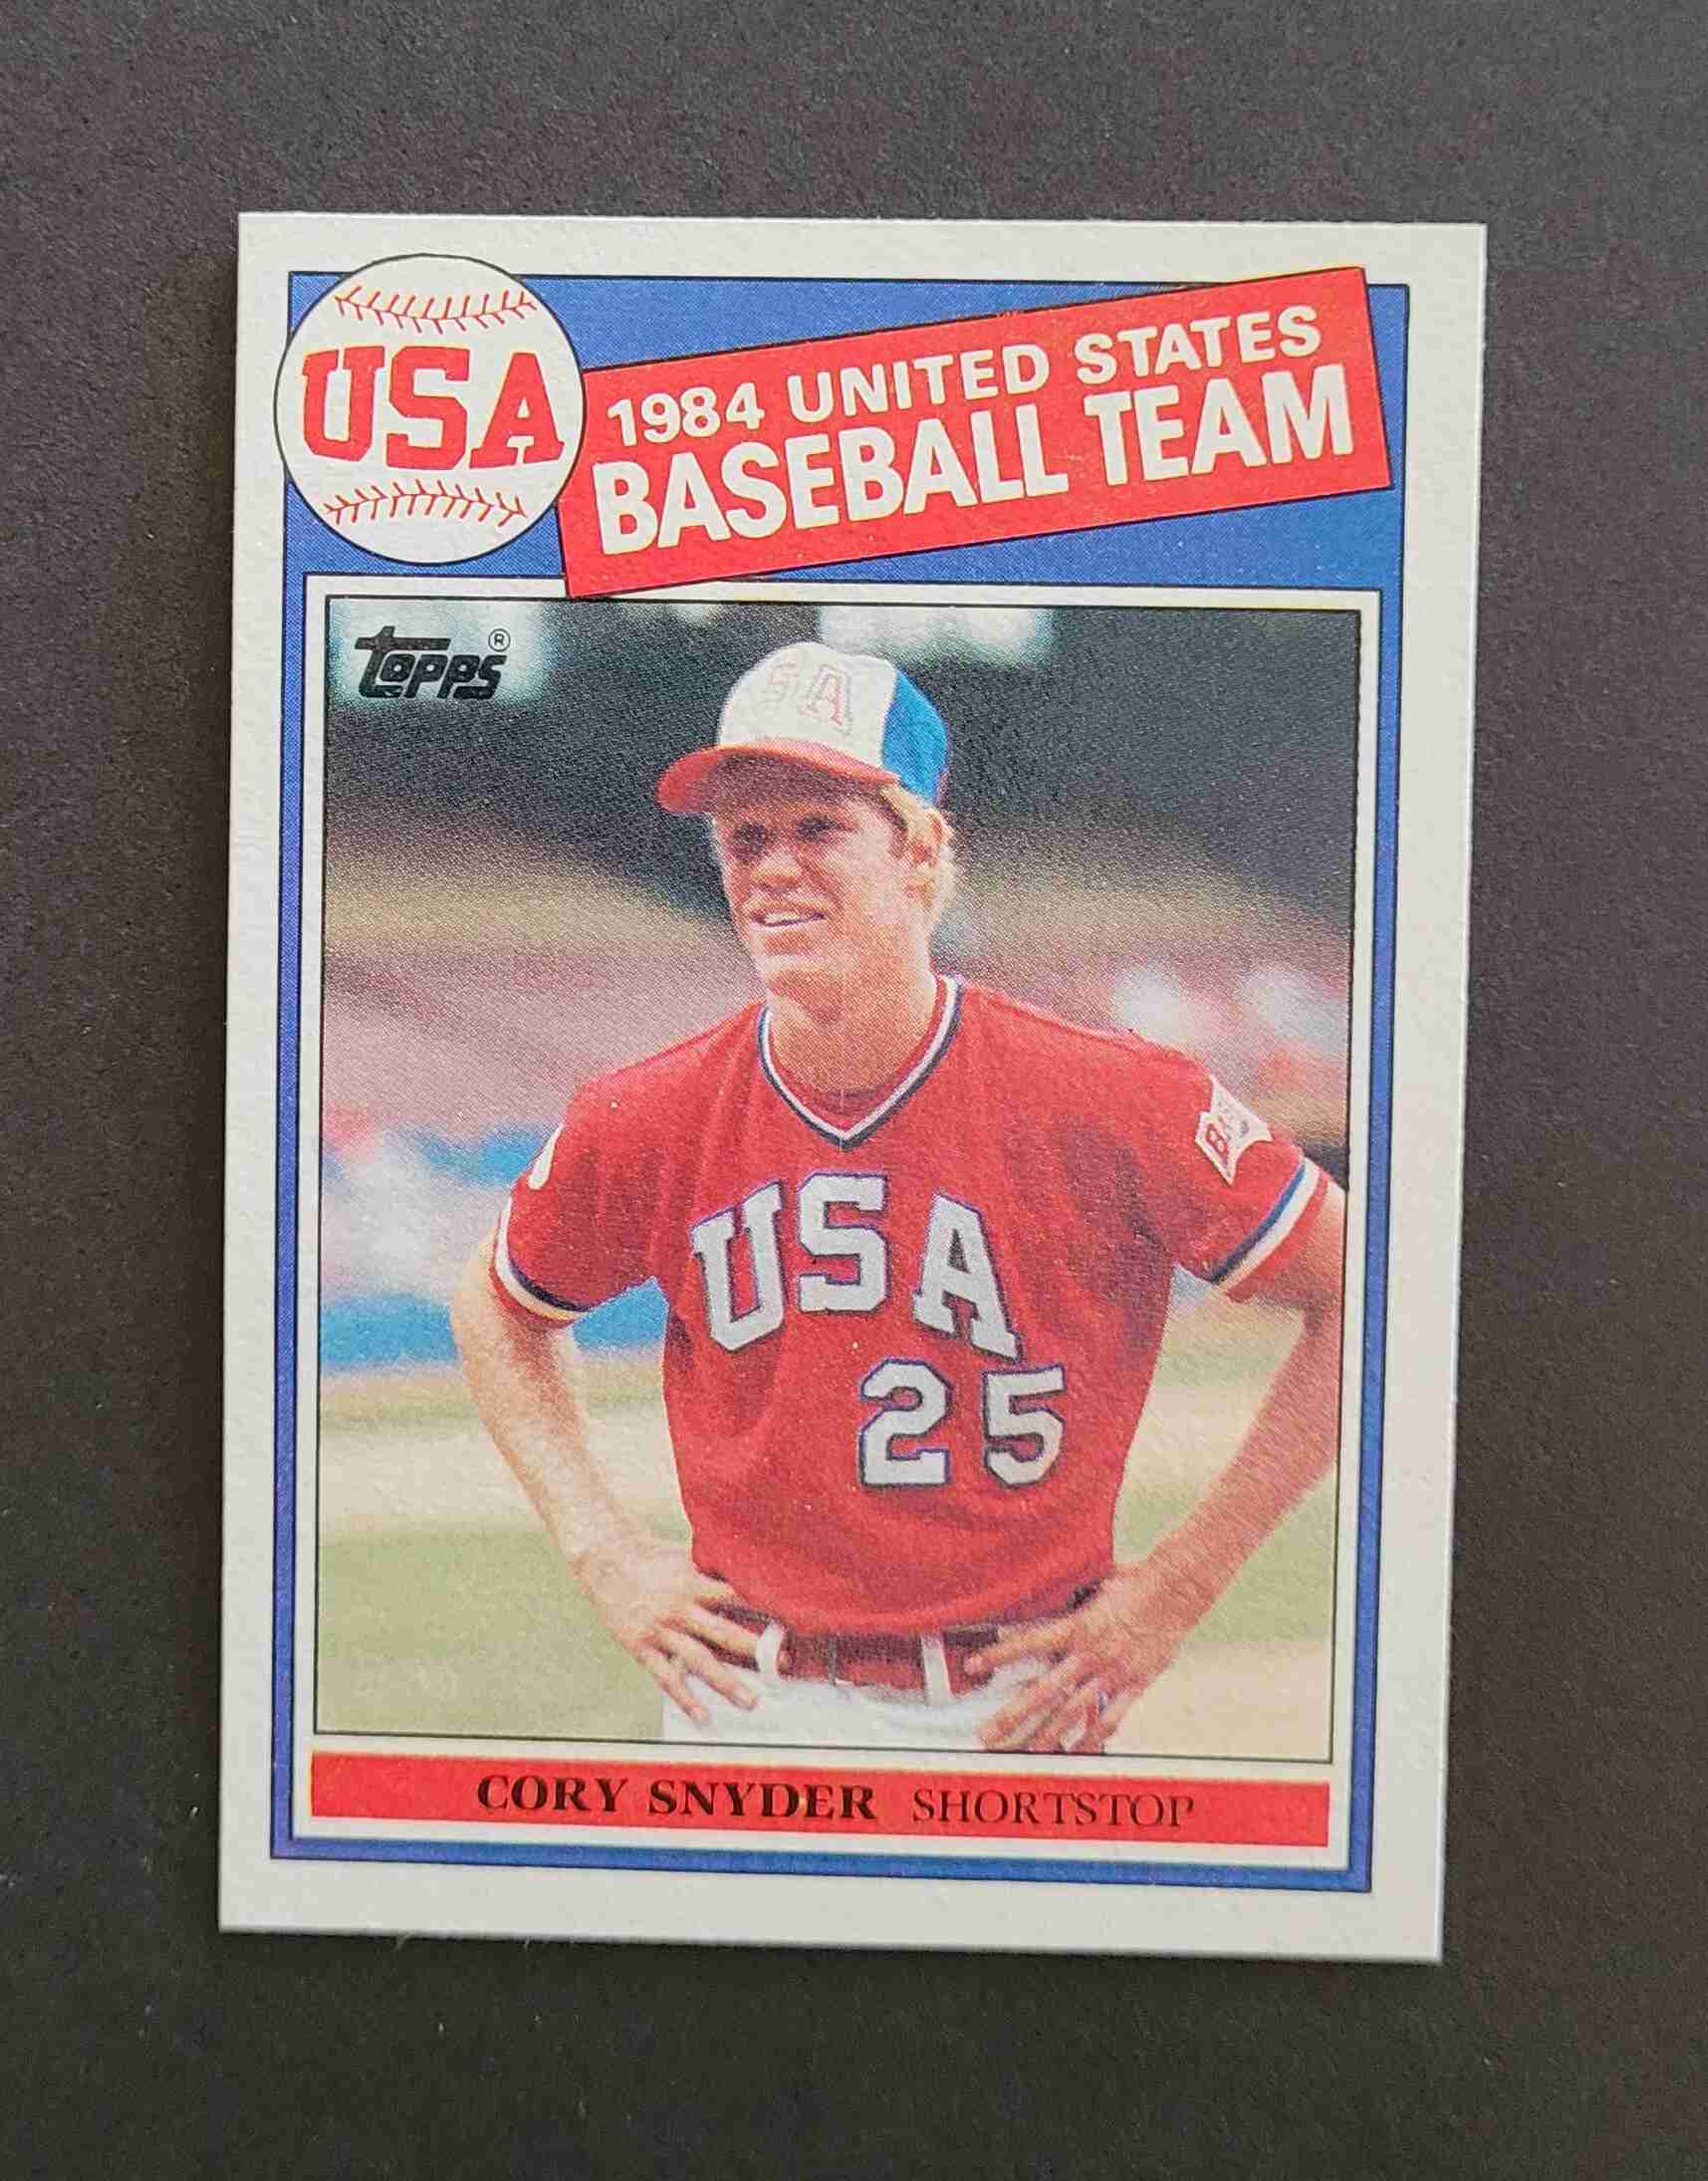 USA
1984 UNITED STATES
BASEBALL TEAM
topps®
USA
25
CORY SNYDER SHORTSTOP